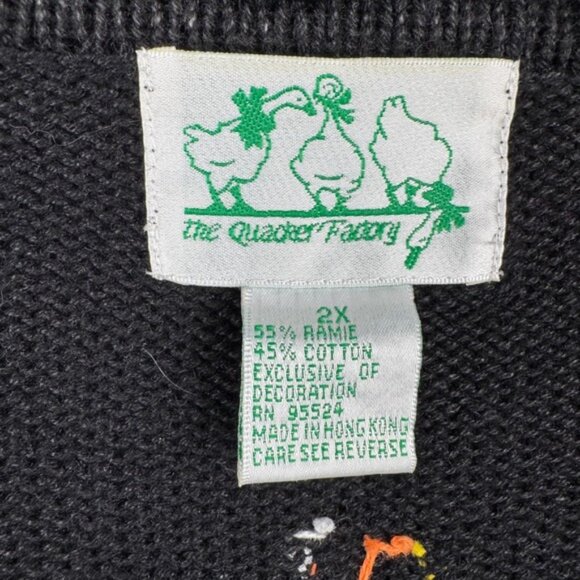 The Quacker Factory
2X
55% RAMIE
45% COTTON
EXCLUSIVE OF
DECORATION
RN 95524
MADE IN HONG KONG
CARE SEE REVERSE